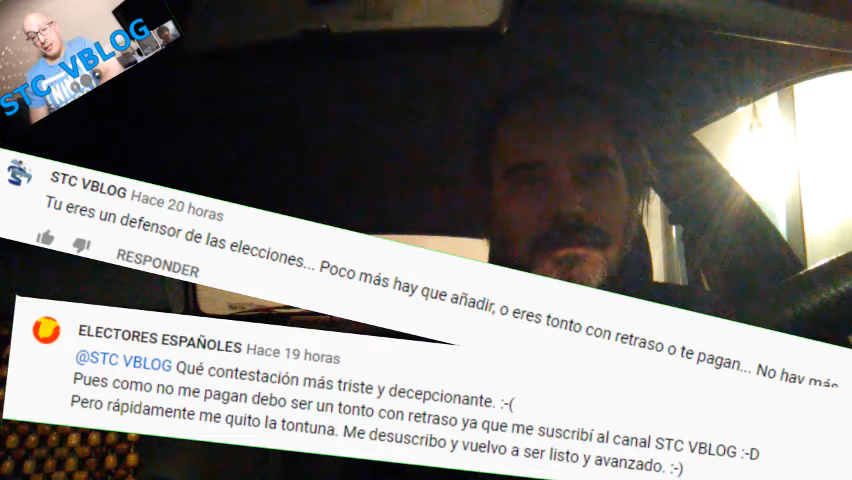 STC VBLOG
STC VBLOG Hace 20 horas
Tu eres un defensor de las elecciones... Poco más hay que añadir, o eres tonto con retraso o te pagan... No hay más
RESPONDER
ELECTORES ESPAÑOLES Hace 19 horas
@STC VBLOG Qué contestación más triste y decepcionante. :-(
Pues como no me pagan debo ser un tonto con retraso ya que me suscribí al canal STC VBLOG :-D
Pero rápidamente me quito la tontuna. Me desuscribo y vuelvo a ser listo y avanzado. :-)